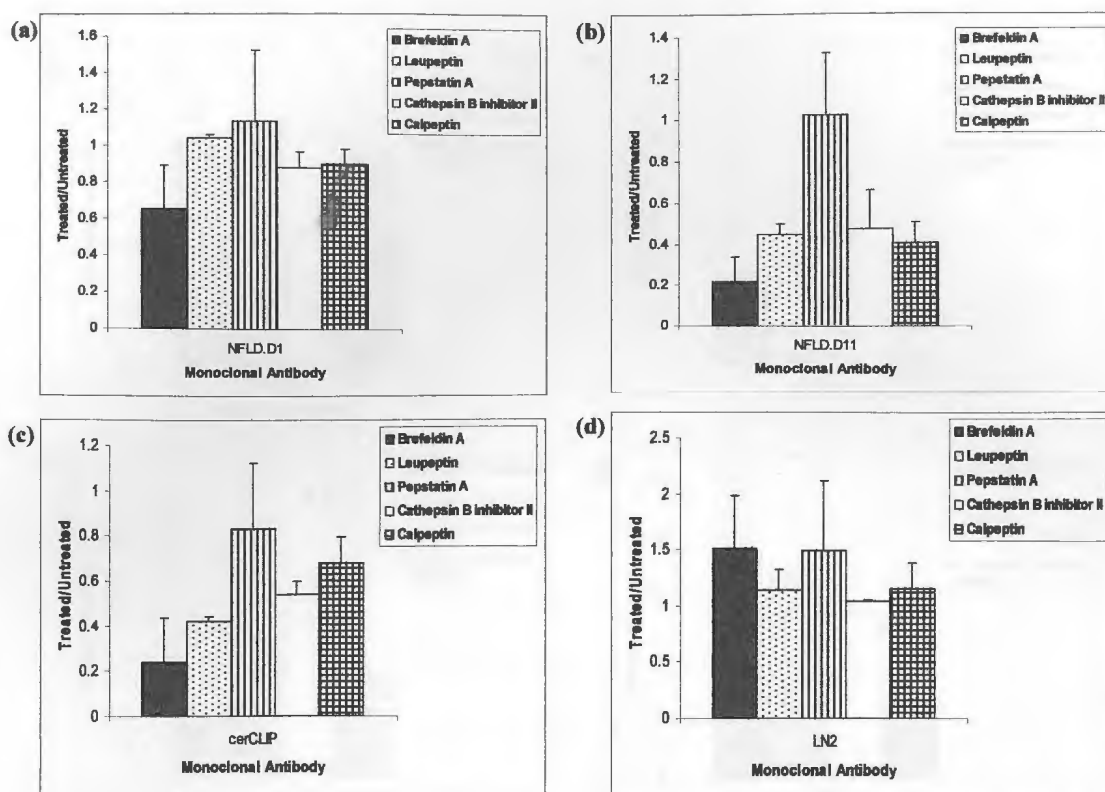 (a)
1.6
1.4
1.2
1
0.8
0.6
0.4
0.2
0
Treated/Untreated
NFLD.D1
Monoclonal Antibody
Brefeldin A
Leupeptin
Pepstatin A
Cathepsin B inhibitor II
Calpeptin
(b)
1.4
1.2
1
0.8
0.6
0.4
0.2
0
Treated/Untreated
NFLD.D11
Monoclonal Antibody
Brefeldin A
Leupeptin
Pepstatin A
Cathepsin B inhibitor II
Calpeptin
(c)
1.2
1
0.8
0.6
0.4
0.2
0
Treated/Untreated
cerCLIP
Monoclonal Antibody
Brefeldin A
Leupeptin
Pepstatin A
Cathepsin B inhibitor II
Calpeptin
(d)
2.5
2
1.5
1
0.5
0
Treated/Untreated
LN2
Monoclonal Antibody
Brefeldin A
Leupeptin
Pepstatin A
Cathepsin B inhibitor II
Calpeptin